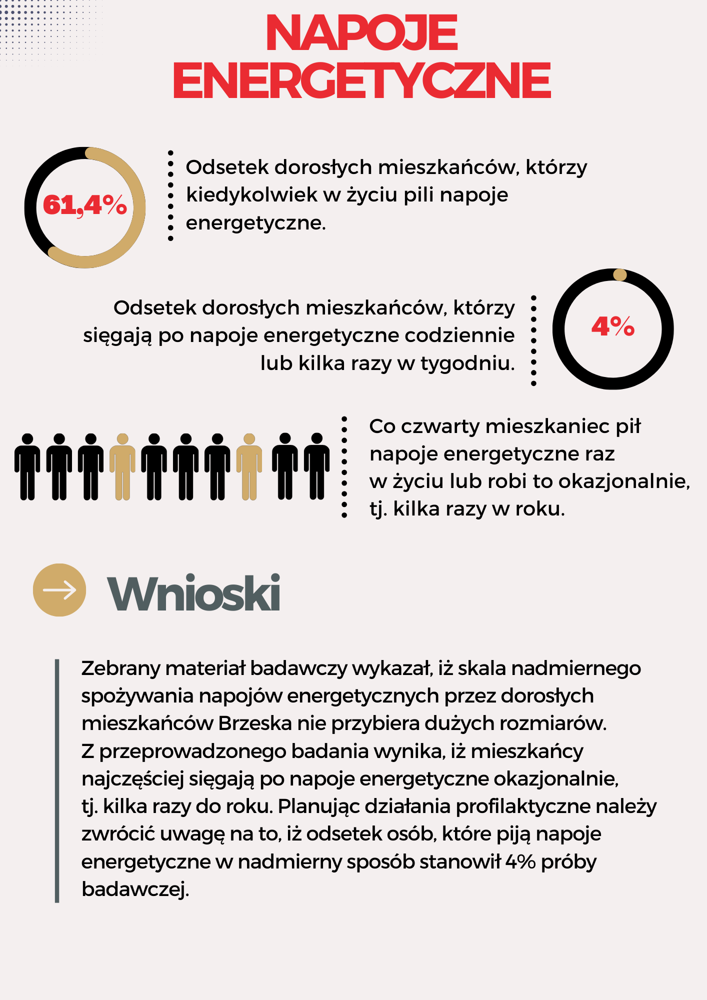 NAPOJE
ENERGETYCZNE
61,4%
Odsetek dorosłych mieszkańców, którzy
kiedykolwiek w życiu pili napoje
energetyczne.
Odsetek dorosłych mieszkańców, którzy
sięgają po napoje energetyczne codziennie
lub kilka razy w tygodniu.
4%
Co czwarty mieszkaniec pił
napoje energetyczne raz
w życiu lub robi to okazjonalnie,
tj. kilka razy w roku.
Wnioski
Zebrany materiał badawczy wykazał, iż skala nadmiernego
spożywania napojów energetycznych przez dorosłych
mieszkańców Brzeska nie przybiera dużych rozmiarów.
Z przeprowadzonego badania wynika, iż mieszkańcy
najczęściej sięgają po napoje energetyczne okazjonalnie,
tj. kilka razy do roku. Planując działania profilaktyczne należy
zwrócić uwagę na to, iż odsetek osób, które piją napoje
energetyczne w nadmierny sposób stanowił 4% próby
badawczej.